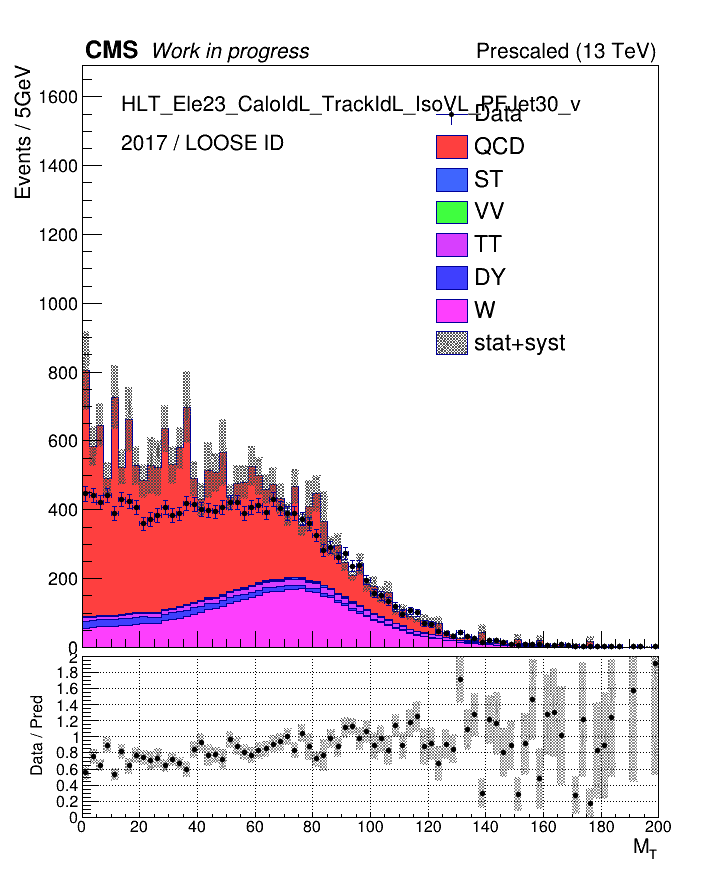 CMS Work in progress Prescaled (13 TeV)
Events / 5GeV
HLT_Ele23_CaloIdL_TrackIdL_IsoVL_PFJet30_v
2017 / LOOSE ID
Data
QCD
ST
VV
TT
DY
W
stat+syst
1600
1400
1200
1000
800
600
400
200
0
Data / Pred
2
1.8
1.6
1.4
1.2
1
0.8
0.6
0.4
0.2
0
0 20 40 60 80 100 120 140 160 180 200
M_T